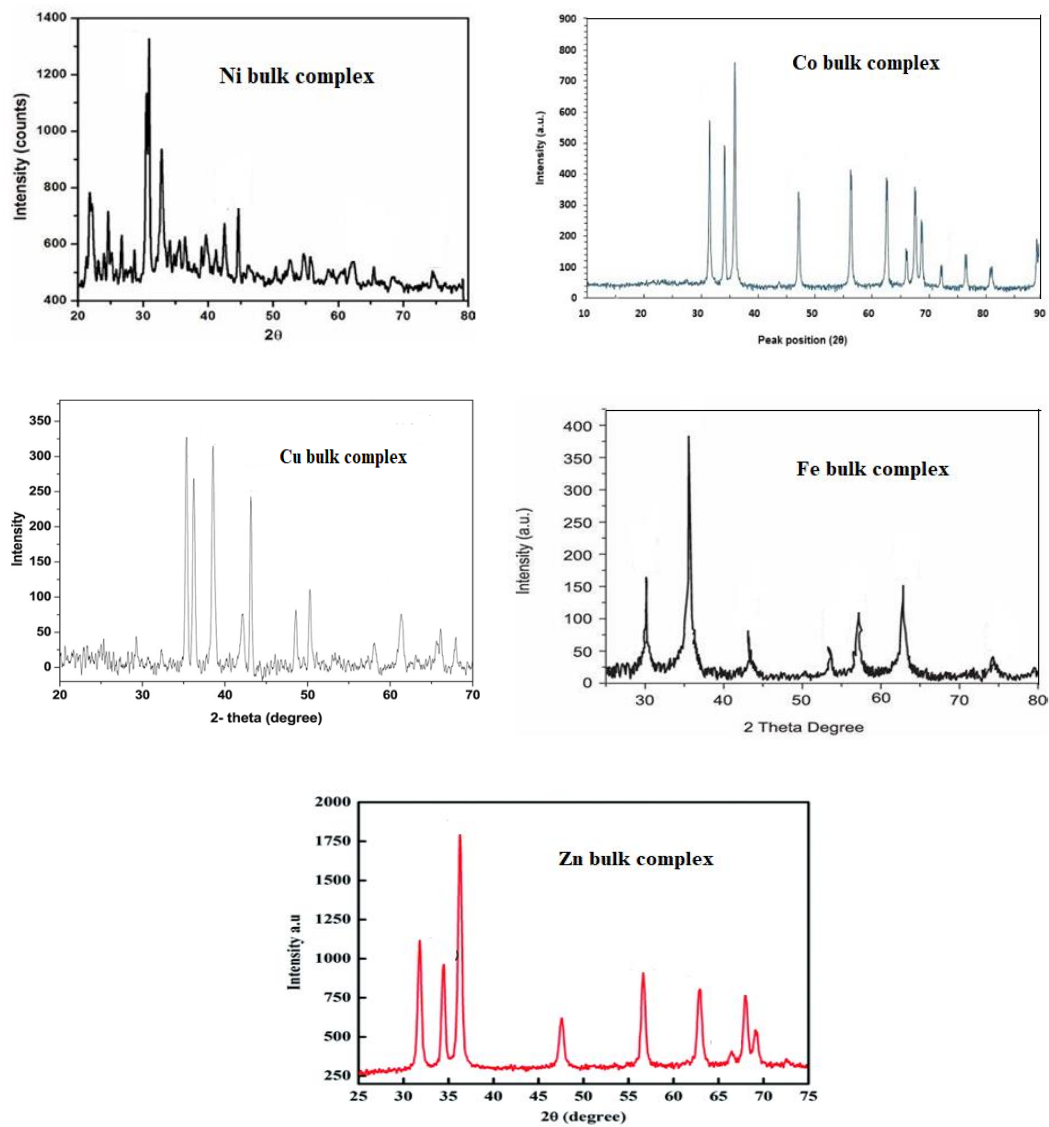 1400
1200
1000
800
600
400
Intensity (counts)
Ni bulk complex
20 30 40 50 60 70 80
2θ
900
800
700
600
500
400
300
200
100
0
Intensity (a.u.)
Co bulk complex
10 20 30 40 50 60 70 80 90
Peak position (2θ)
350
300
250
200
150
100
50
0
Intensity
Cu bulk complex
20 30 40 50 60 70
2- theta (degree)
400
350
300
250
200
150
100
50
0
Intensity (a.u.)
Fe bulk complex
30 40 50 60 70 80
2 Theta Degree
2000
1750
1500
1250
1000
750
500
250
Intensity a.u
Zn bulk complex
25 30 35 40 45 50 55 60 65 70 75
2θ (degree)